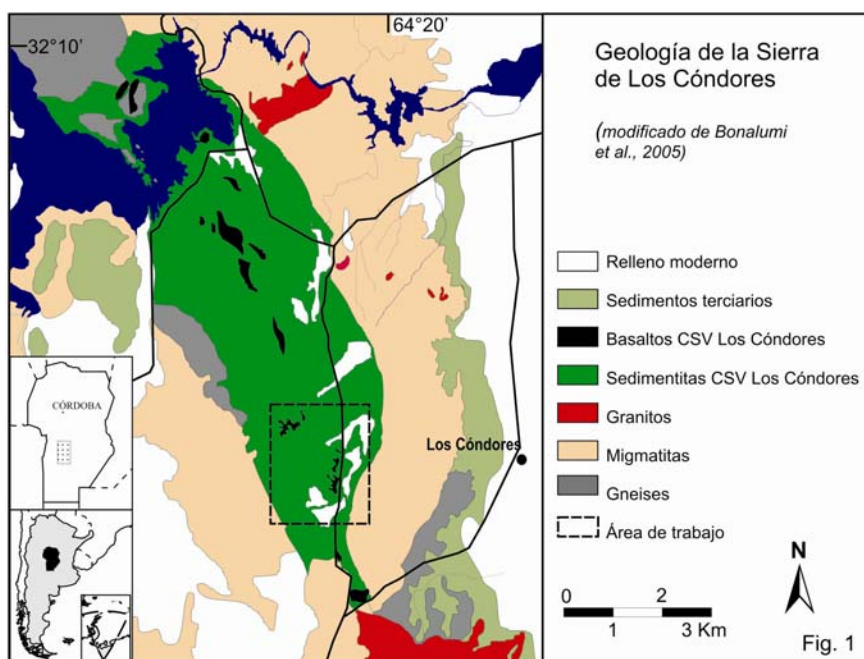 64°20’
32°10’
Geología de la Sierra
de Los Cóndores
(modificado de Bonalumi
et al., 2005)
Relleno moderno
Sedimentos terciarios
Basaltos CSV Los Cóndores
Sedimentitas CSV Los Cóndores
Granitos
Migmatitas
Gneises
Área de trabajo
CÓRDOBA
Los Cóndores
N
0 2
1 3 Km
Fig. 1